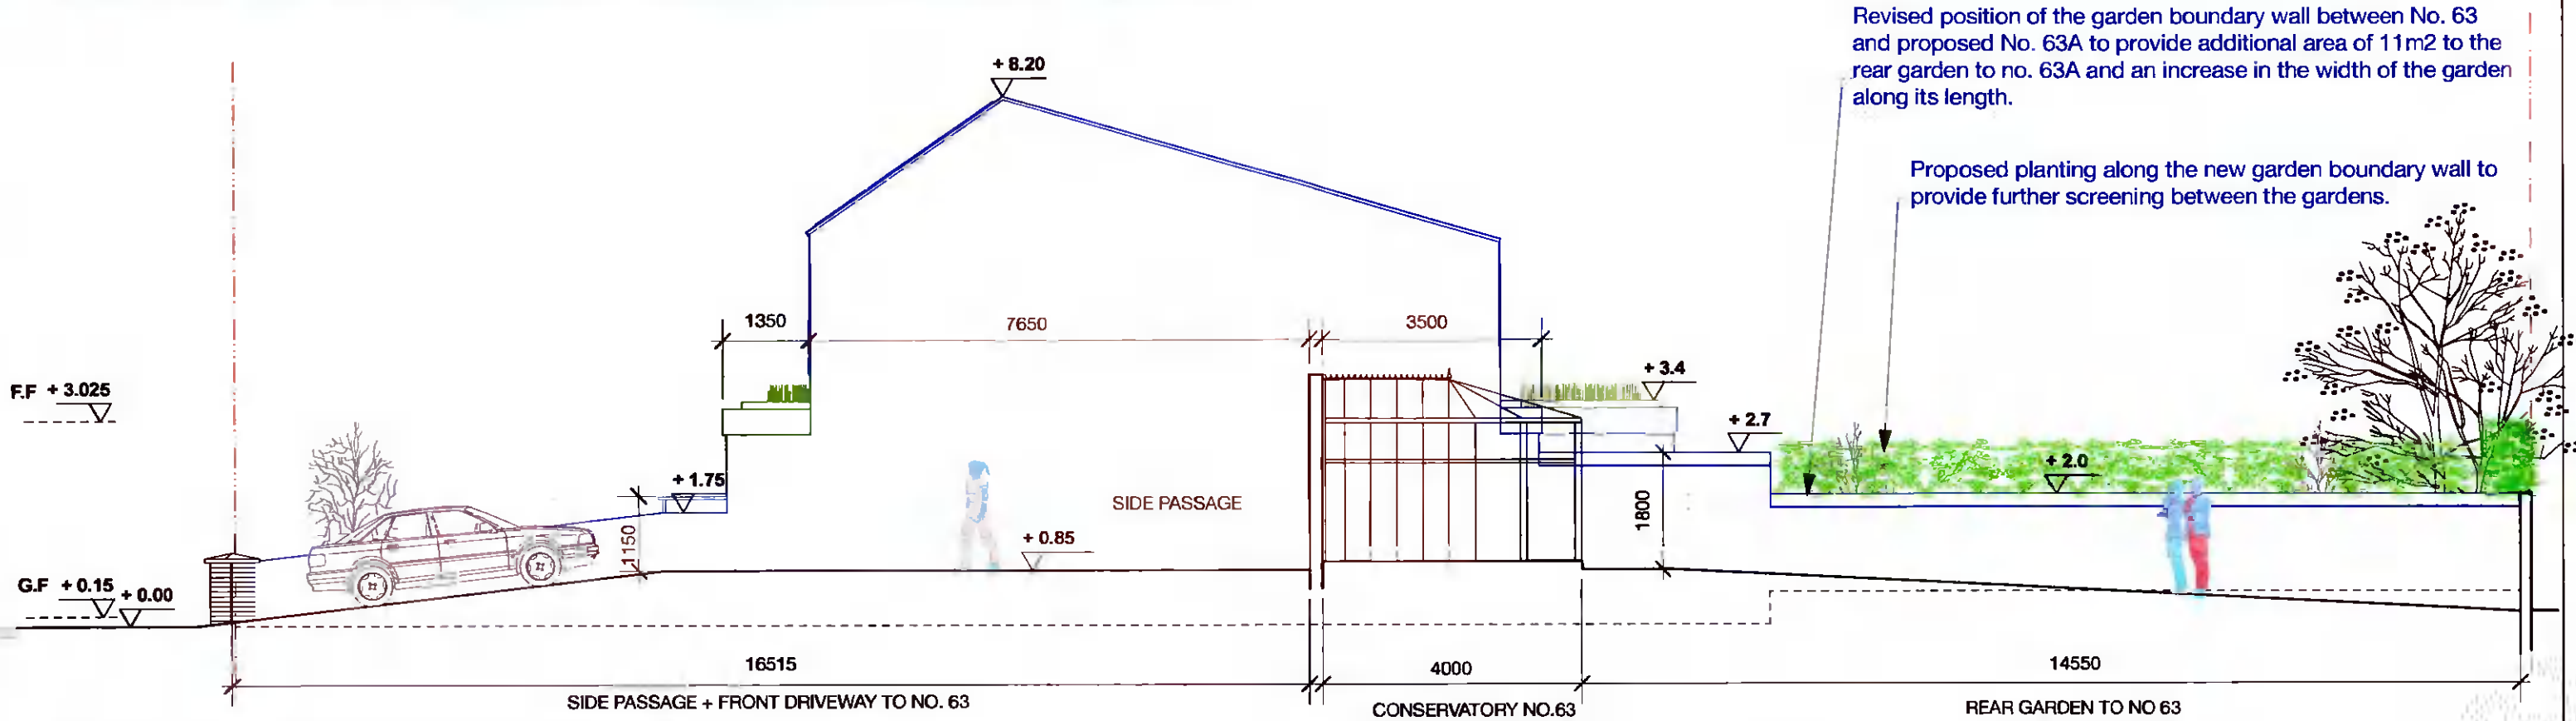 Revised position of the garden boundary wall between No. 63
and proposed No. 63A to provide additional area of 11m2 to the
rear garden to no. 63A and an increase in the width of the garden
along its length.
+ 8.20
Proposed planting along the new garden boundary wall to
provide further screening between the gardens.
1350
7650
3500
F.F + 3.025
+ 3.4
+ 2.7
+ 2.0
+ 1.75
SIDE PASSAGE
1150
1800
+ 0.85
G.F + 0.15
+ 0.00
16515
4000
14550
SIDE PASSAGE + FRONT DRIVEWAY TO NO. 63
CONSERVATORY NO.63
REAR GARDEN TO NO 63